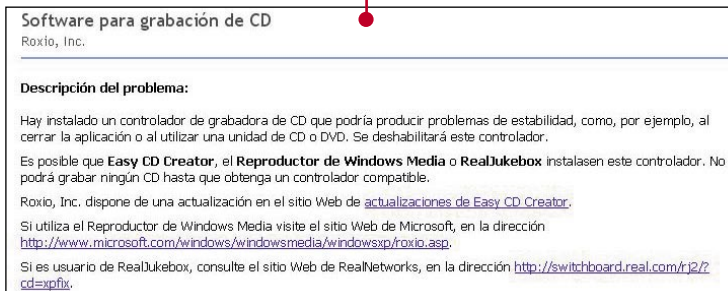 Software para grabación de CD
Roxio, Inc.
Descripción del problema:
Hay instalado un controlador de grabadora de CD que podría producir problemas de estabilidad, como, por ejemplo, al
cerrar la aplicación o al utilizar una unidad de CD o DVD. Se deshabilitará este controlador.
Es posible que Easy CD Creator, el Reproductor de Windows Media o RealJukebox instalasen este controlador. No
podrá grabar ningún CD hasta que obtenga un controlador compatible.
Roxio, Inc. dispone de una actualización en el sitio Web de actualizaciones de Easy CD Creator.
Si utiliza el Reproductor de Windows Media visite el sitio Web de Microsoft, en la dirección
http://www.microsoft.com/windows/windowsmedia/windowsxp/roxio.asp.
Si es usuario de RealJukebox, consulte el sitio Web de RealNetworks, en la dirección http://switchboard.real.com/rj2/?
cd=xpfix.